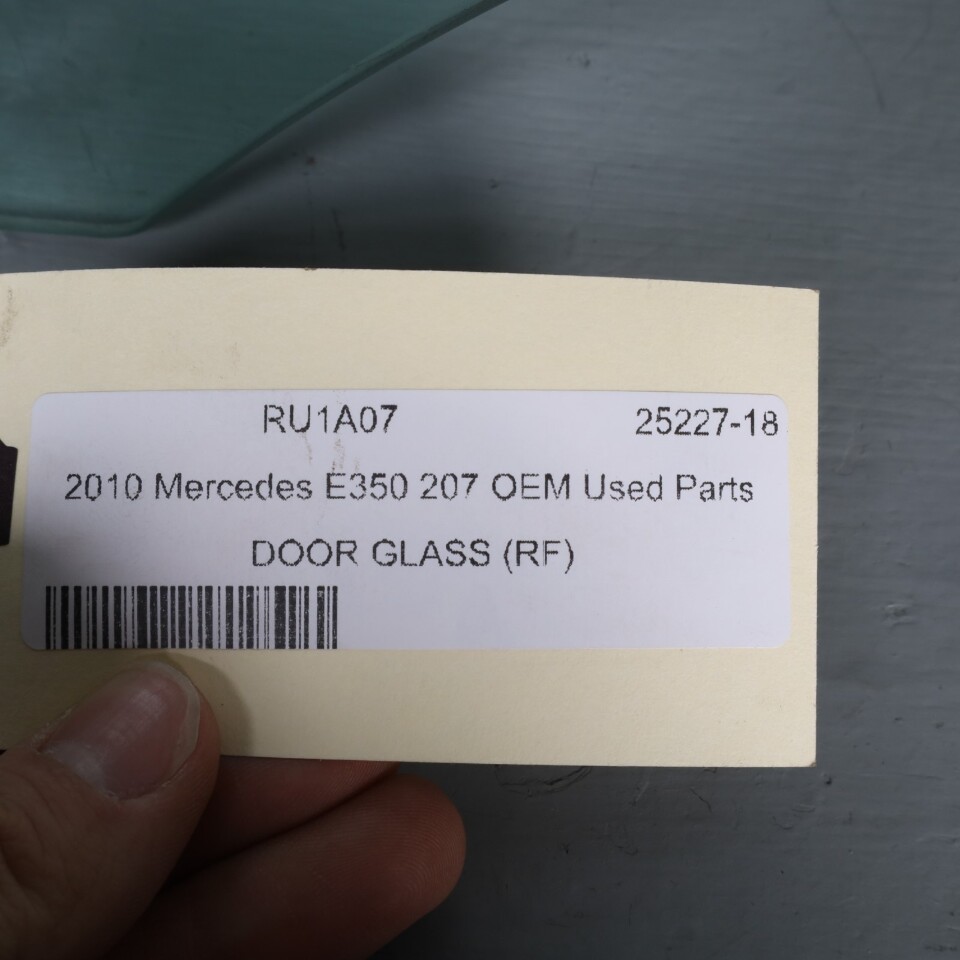 RU1A07 25227-18
2010 Mercedes E350 207 OEM Used Parts
DOOR GLASS (RF)